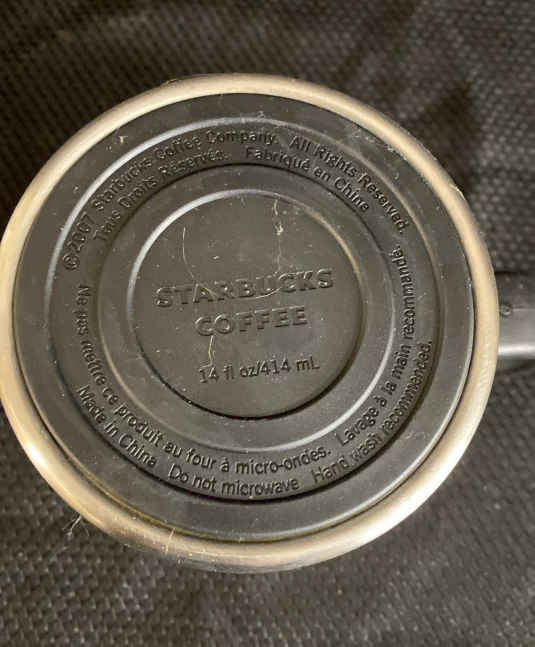 ©2007 Starbucks Coffee Company. All Rights Reserved.
Tous Droits Réservés. Fabriqué en Chine
STARBUCKS
COFFEE
14 fl oz/414 mL
Ne pas mettre ce produit au four à micro-ondes. Lavage à la main recommandé.
Made in China Do not microwave Hand wash recommended.